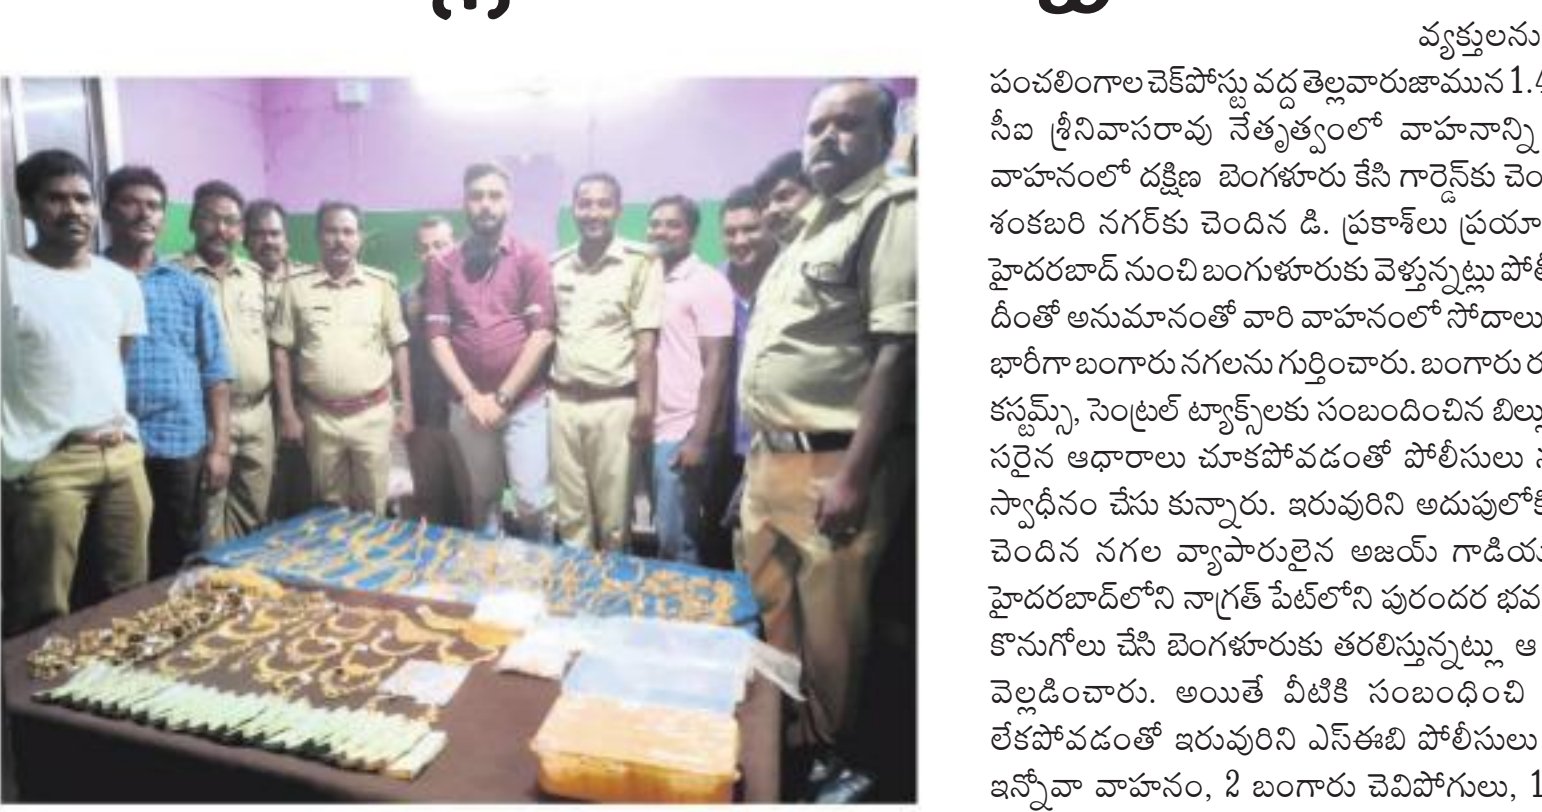 వ్యక్తులను
పంచలింగాల చెక్‌పోస్టు వద్ద తెల్లవారుజామున 1.4
సీఐ శ్రీనివాసరావు నేతృత్వంలో వాహనాన్ని
వాహనంలో దక్షిణ బెంగళూరు కేసి గార్డెన్‌కు చెం
శంకబరి నగర్‌కు చెందిన డి. ప్రకాశ్‌లు ప్రయా
హైదరబాద్ నుంచి బంగుళూరుకు వెళ్తున్నట్లు పోలీ
దీంతో అనుమానంతో వారి వాహనంలో సోదాలు
భారీగా బంగారు నగలను గుర్తించారు. బంగారు ర
కస్టమ్స్, సెంట్రల్ ట్యాక్స్‌లకు సంబందించిన బిల్లు
సరైన ఆధారాలు చూకపోవడంతో పోలీసులు న
స్వాధీనం చేసు కున్నారు. ఇరువురిని అదుపులోకి
చెందిన నగల వ్యాపారులైన అజయ్ గాడియ
హైదరబాద్‌లోని నాగ్రత్ పేట్‌లోని పురందర భవ
కొనుగోలు చేసి బెంగళూరుకు తరలిస్తున్నట్లు ఆ
వెల్లడించారు. అయితే వీటికి సంబంధించి
లేకపోవడంతో ఇరువురిని ఎస్ఈబి పోలీసులు
ఇన్నోవా వాహనం, 2 బంగారు చెవిపోగులు, 1